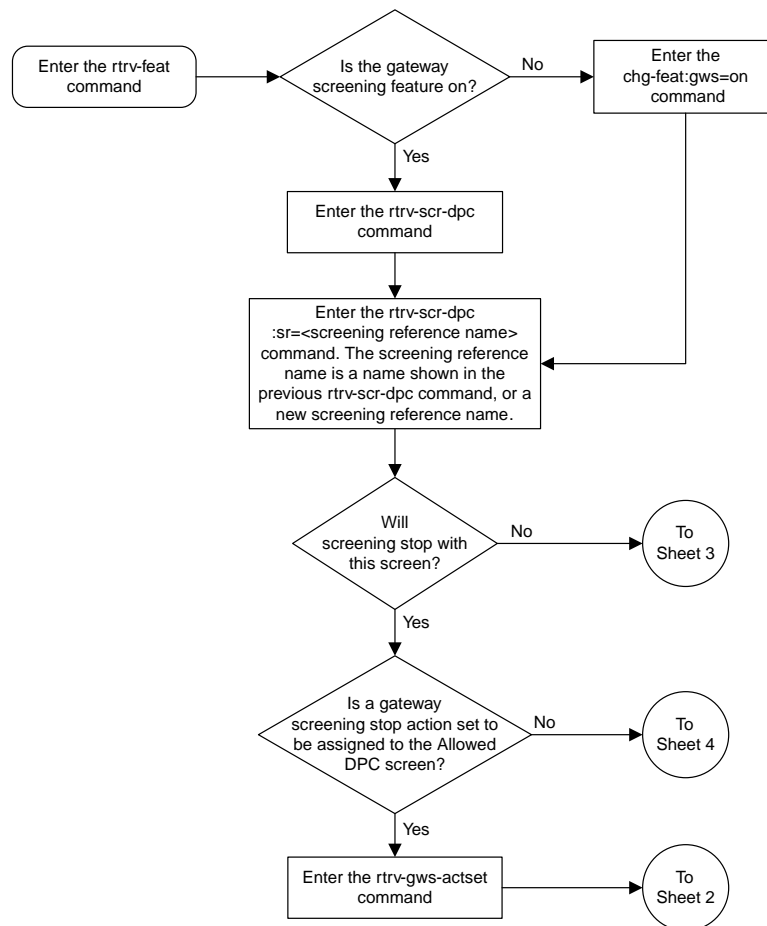 Enter the rtrv-feat
command
Is the gateway
screening feature on?
No
Enter the
chg-feat:gws=on
command
Yes
Enter the rtrv-scr-dpc
command
Enter the rtrv-scr-dpc
:sr=<screening reference name>
command. The screening reference
name is a name shown in the
previous rtrv-scr-dpc command, or a
new screening reference name.
Will
screening stop with
this screen?
No
To
Sheet 3
Yes
Is a gateway
screening stop action set to
be assigned to the Allowed
DPC screen?
No
To
Sheet 4
Yes
Enter the rtrv-gws-actset
command
To
Sheet 2